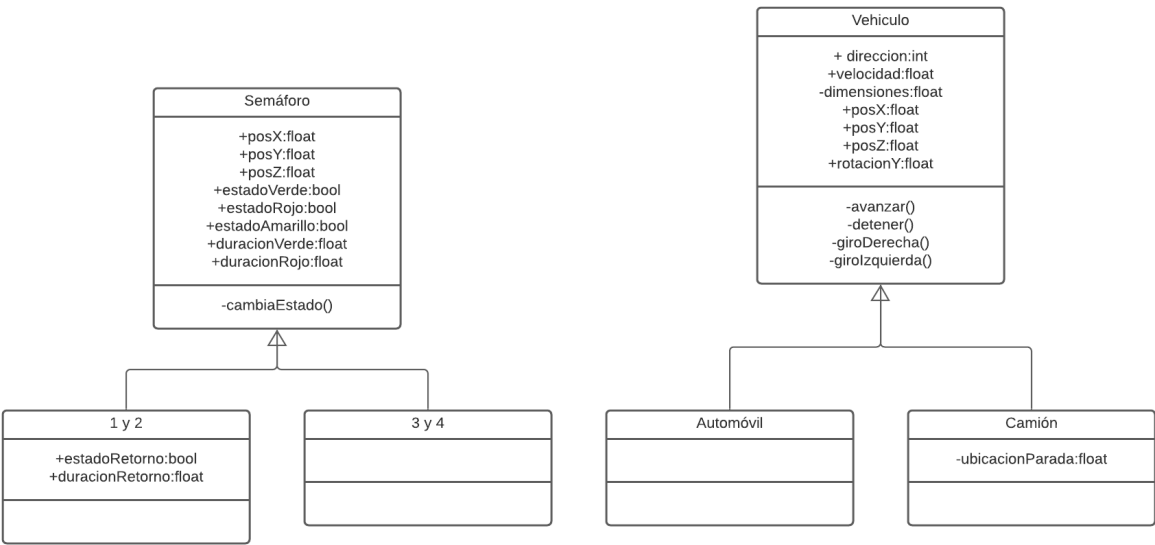 Semáforo
+posX:float
+posY:float
+posZ:float
+estadoVerde:bool
+estadoRojo:bool
+estadoAmarillo:bool
+duracionVerde:float
+duracionRojo:float
-cambiaEstado()
1 y 2
+estadoRetorno:bool
+duracionRetorno:float
3 y 4
Vehiculo
+ direccion:int
+velocidad:float
-dimensiones:float
+posX:float
+posY:float
+posZ:float
+rotacionY:float
-avanzar()
-detener()
-giroDerecha()
-giroIzquierda()
Automóvil
Camión
-ubicacionParada:float